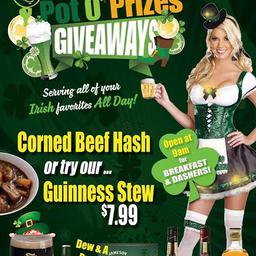 Pot O' Prizes
GIVEAWAYS
Serving all of your
Irish favorites All Day!
Corned Beef Hash
or try our...
Guinness Stew
$7.99
Open at
9am
for
BREAKFAST
& DASHERS!
Dew & A
JAMESON